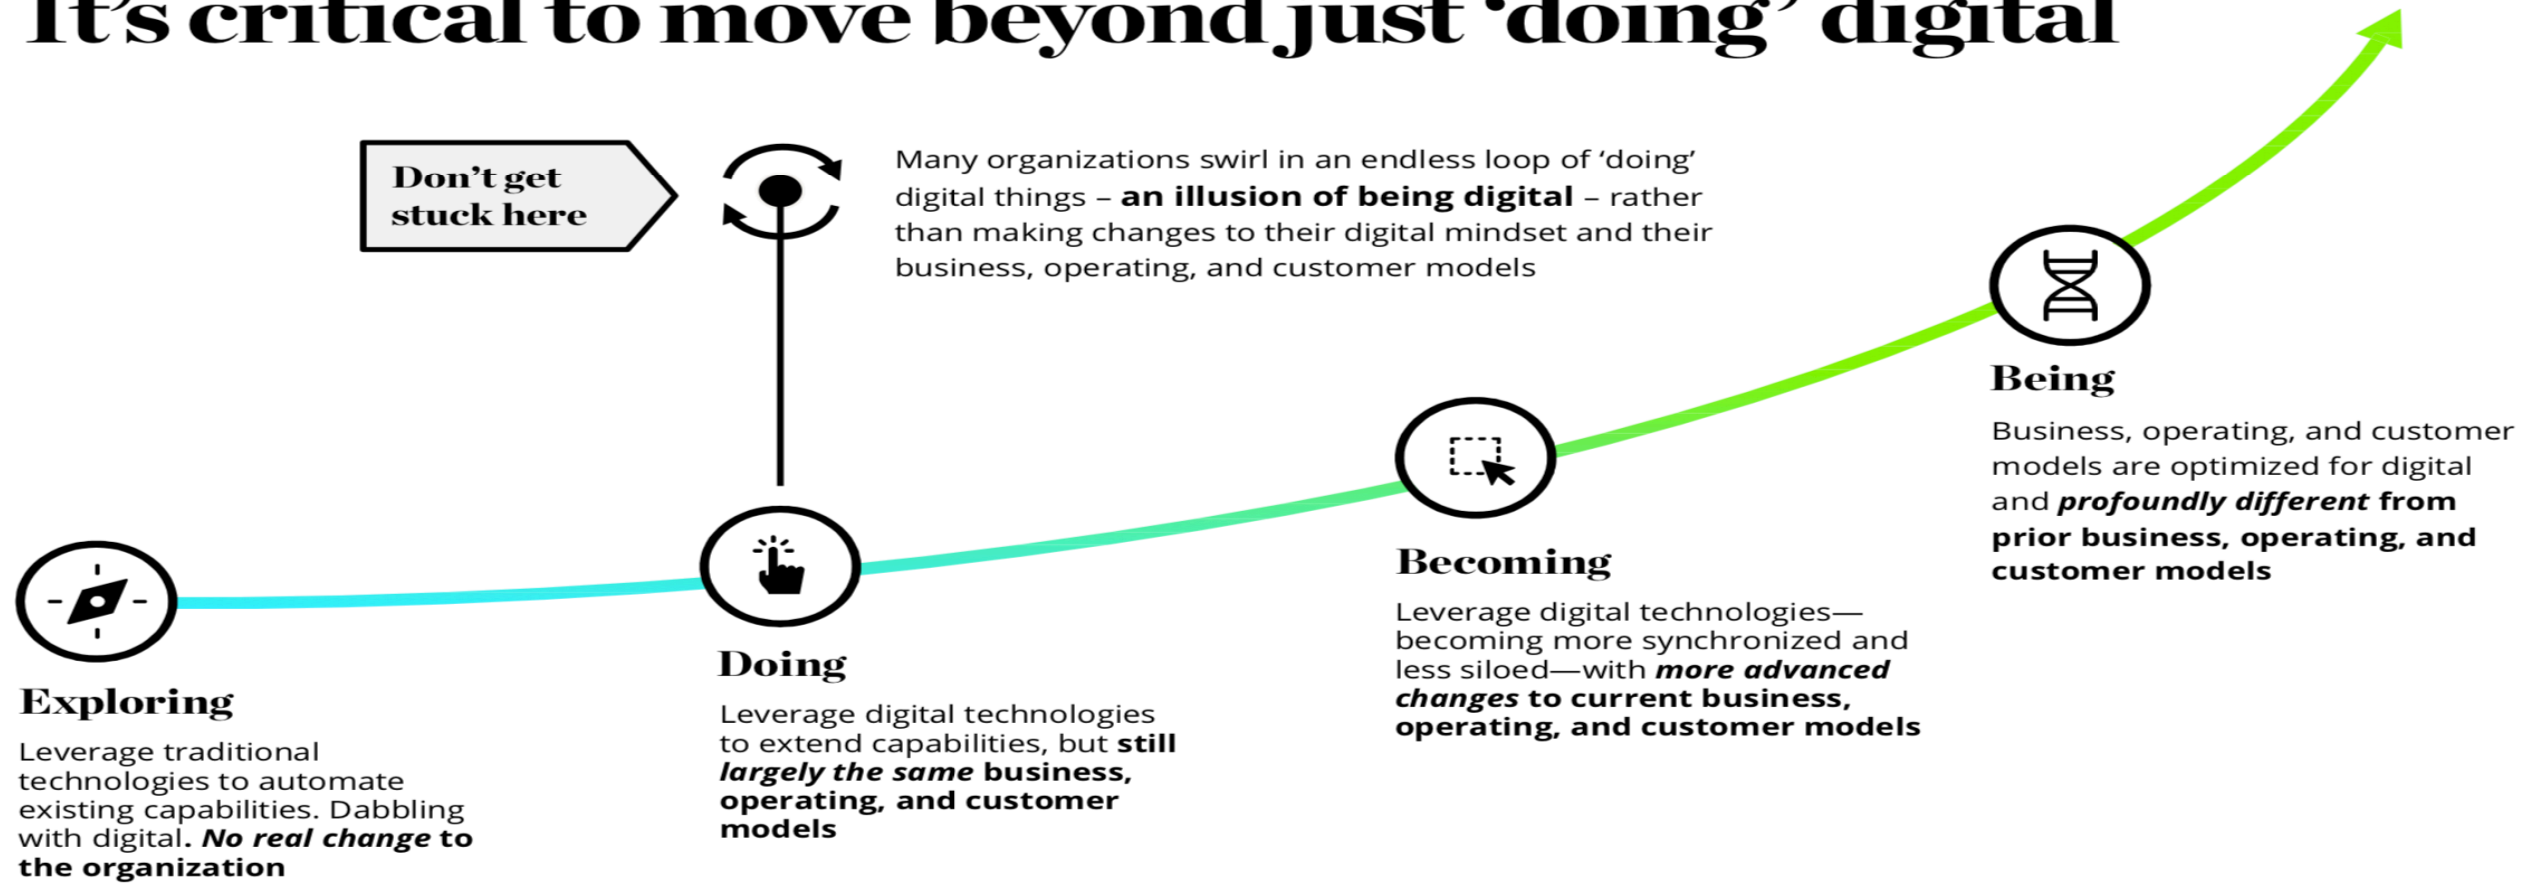 It's critical to move beyond just ‘doing’ digital
Don't get
stuck here
Many organizations swirl in an endless loop of ‘doing’
digital things – an illusion of being digital – rather
than making changes to their digital mindset and their
business, operating, and customer models
Exploring
Leverage traditional
technologies to automate
existing capabilities. Dabbling
with digital. No real change to
the organization
Doing
Leverage digital technologies
to extend capabilities, but still
largely the same business,
operating, and customer
models
Becoming
Leverage digital technologies—
becoming more synchronized and
less siloed—with more advanced
changes to current business,
operating, and customer models
Being
Business, operating, and customer
models are optimized for digital
and profoundly different from
prior business, operating, and
customer models